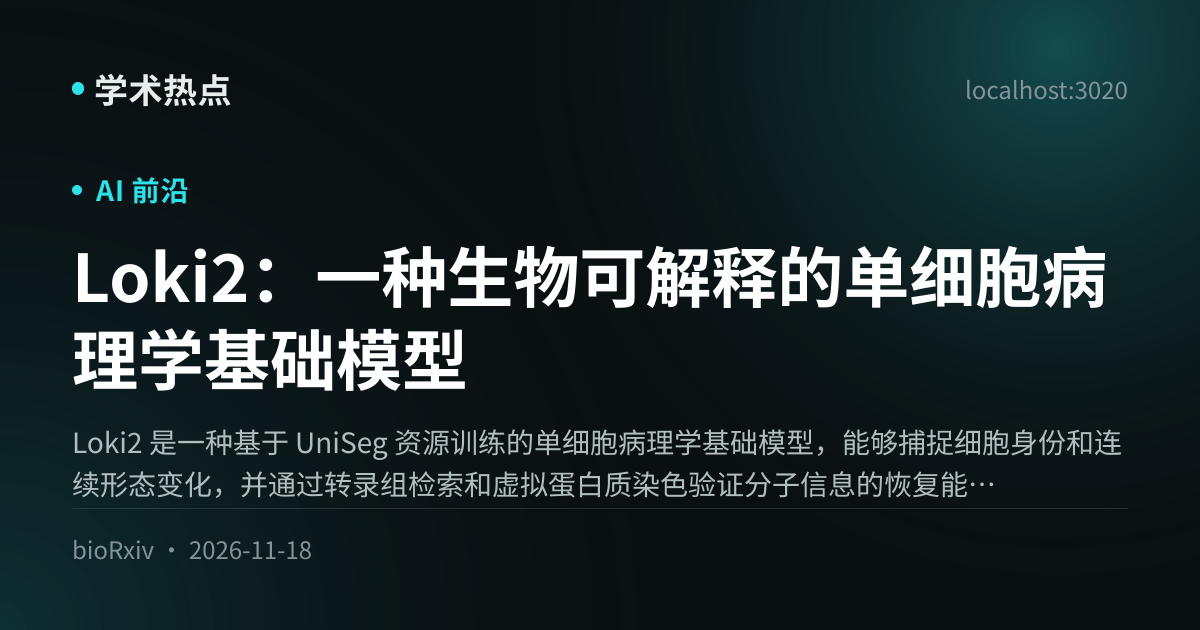 学术热点
localhost:3020
AI 前沿
Loki2：一种生物可解释的单细胞病
理学基础模型
Loki2 是一种基于 UniSeg 资源训练的单细胞病理学基础模型，能够捕捉细胞身份和连
续形态变化，并通过转录组检索和虚拟蛋白质染色验证分子信息的恢复能…
bioRxiv • 2026-11-18